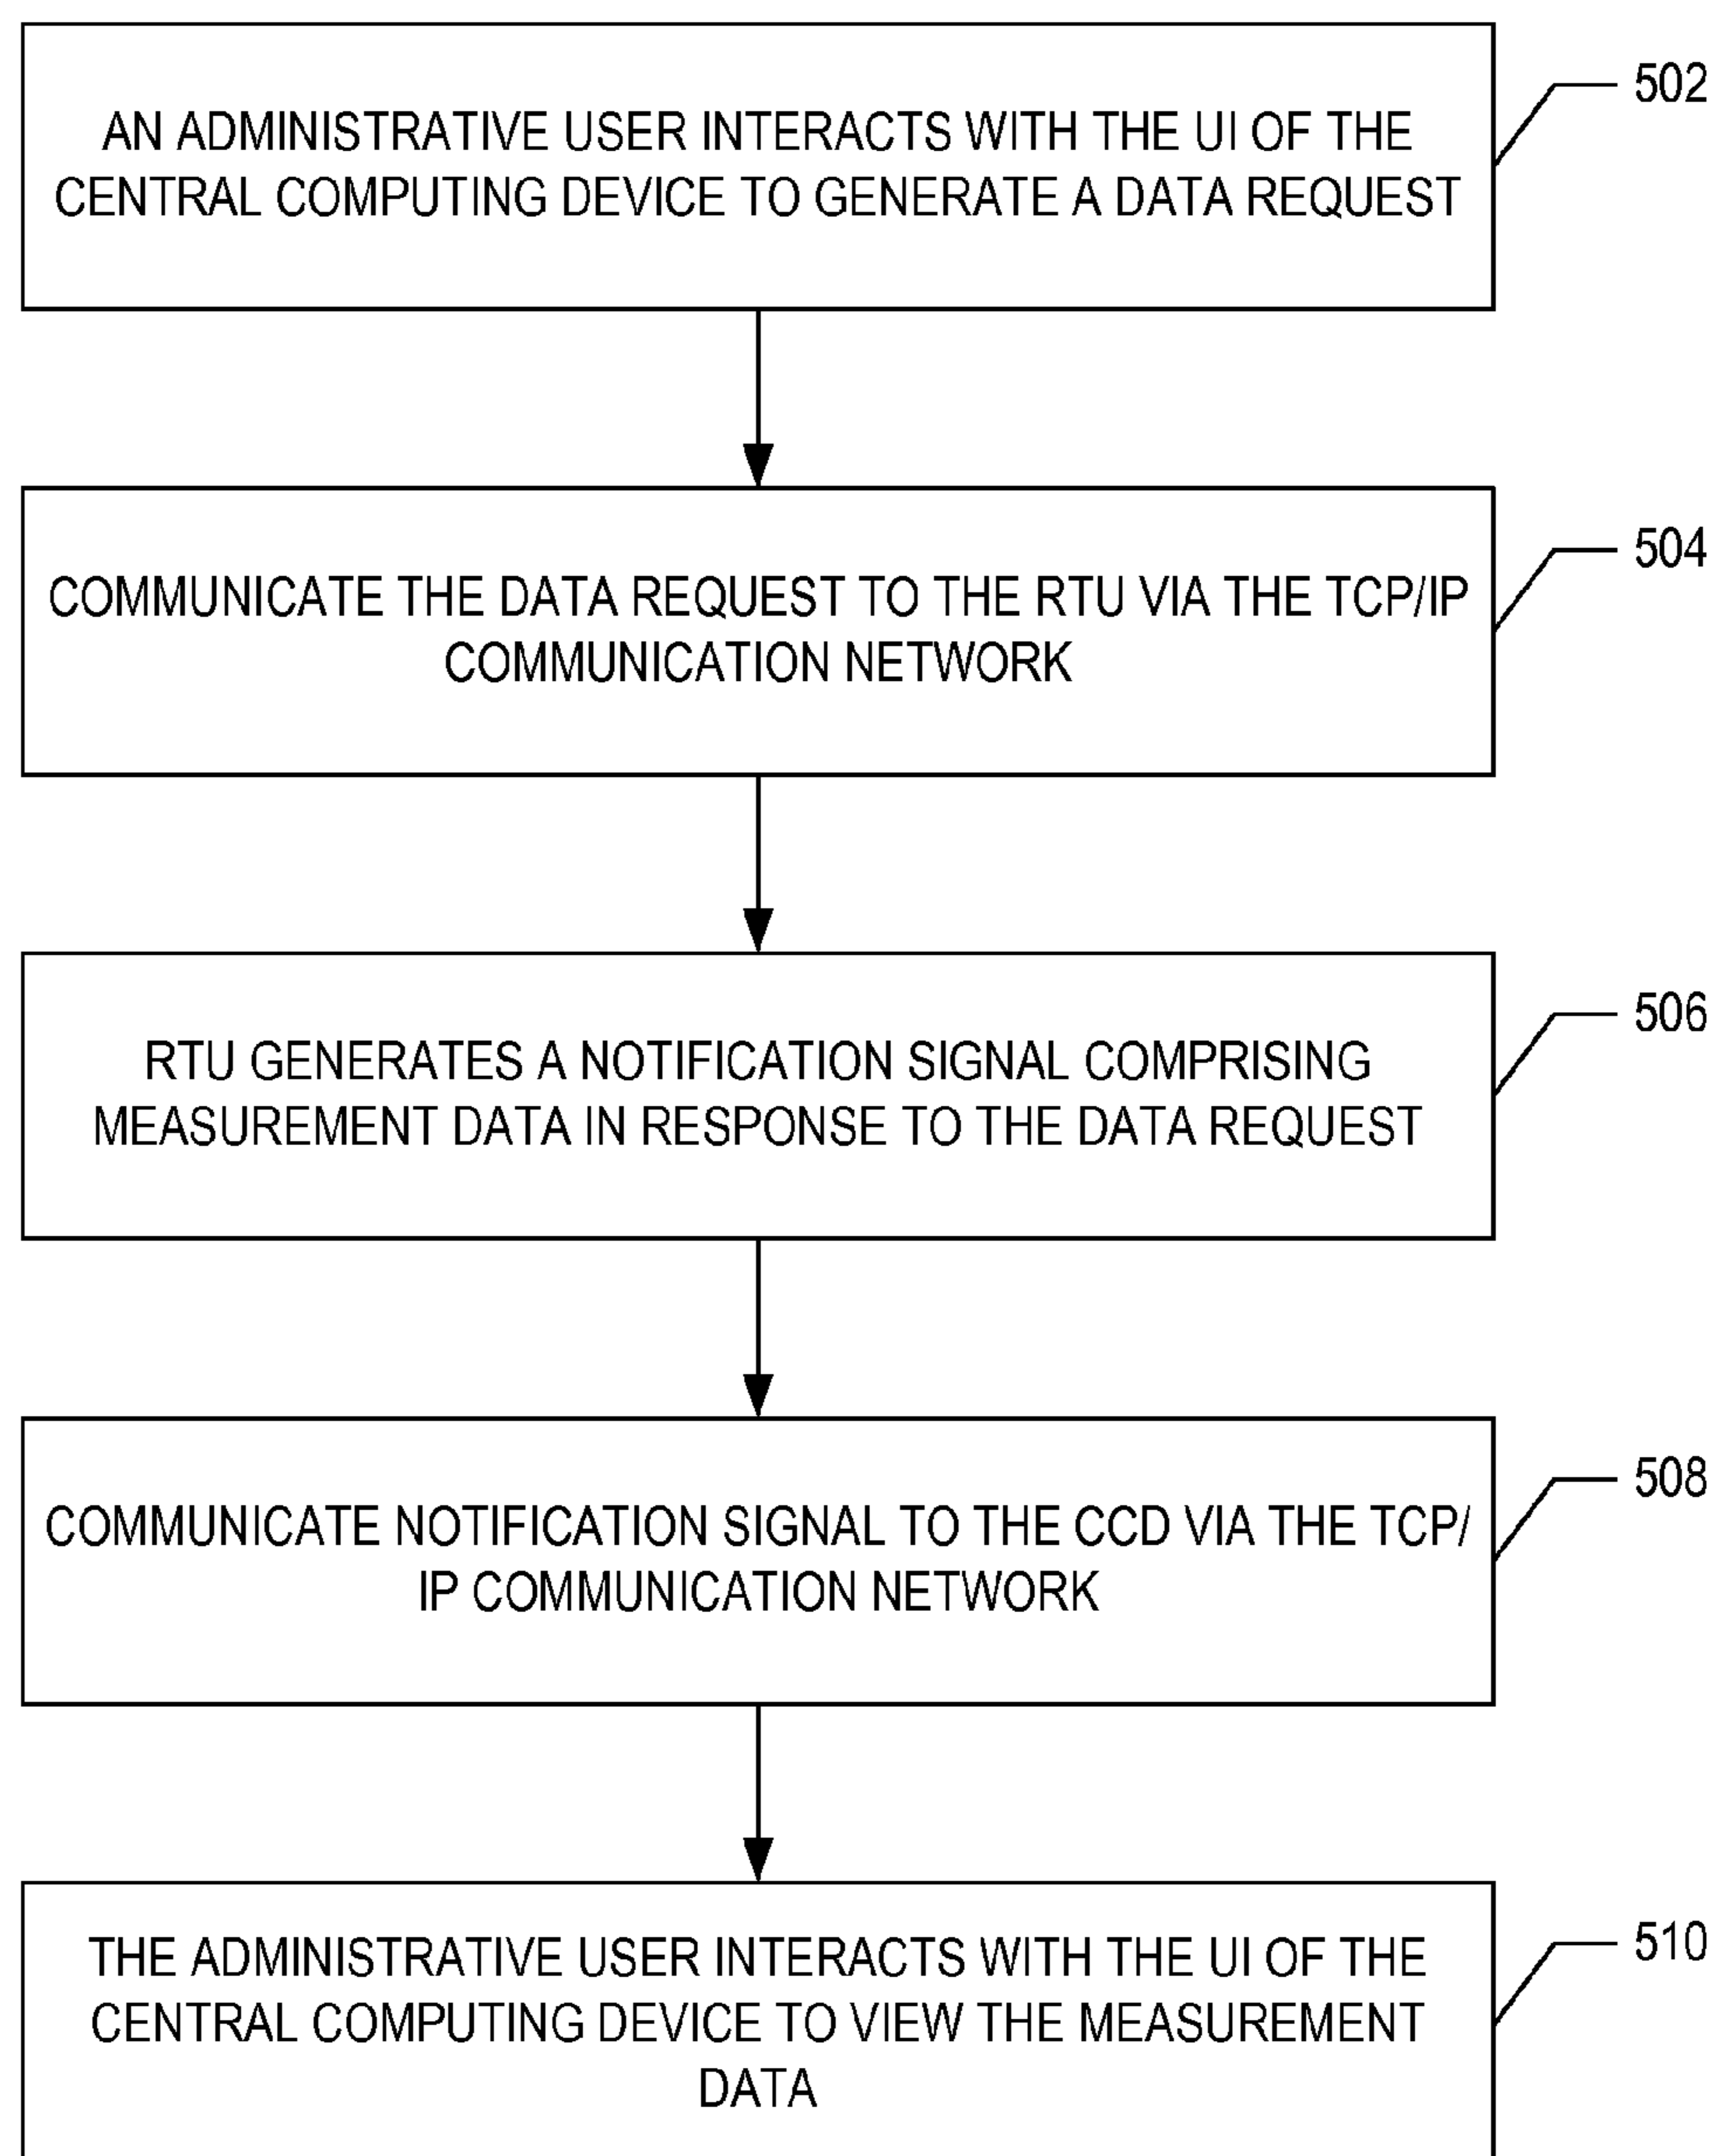 AN ADMINISTRATIVE USER INTERACTS WITH THE UI OF THE
CENTRAL COMPUTING DEVICE TO GENERATE A DATA REQUEST
502
COMMUNICATE THE DATA REQUEST TO THE RTU VIA THE TCP/IP
COMMUNICATION NETWORK
504
RTU GENERATES A NOTIFICATION SIGNAL COMPRISING
MEASUREMENT DATA IN RESPONSE TO THE DATA REQUEST
506
COMMUNICATE NOTIFICATION SIGNAL TO THE CCD VIA THE TCP/
IP COMMUNICATION NETWORK
508
THE ADMINISTRATIVE USER INTERACTS WITH THE UI OF THE
CENTRAL COMPUTING DEVICE TO VIEW THE MEASUREMENT
DATA
510